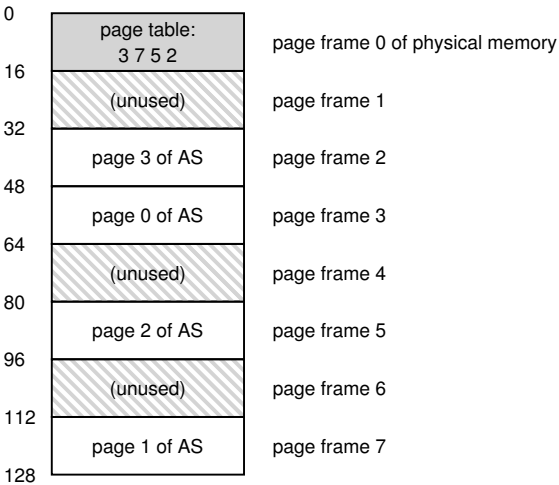 0
page table:
3 7 5 2
page frame 0 of physical memory
16
(unused)
page frame 1
32
page 3 of AS
page frame 2
48
page 0 of AS
page frame 3
64
(unused)
page frame 4
80
page 2 of AS
page frame 5
96
(unused)
page frame 6
112
page 1 of AS
page frame 7
128